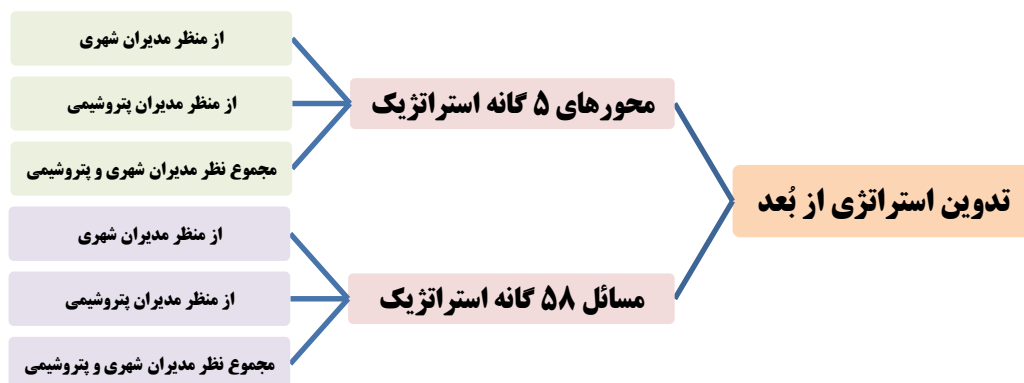 تدوین استراتژی از بُعد
محورهای ۵ گانه استراتژیک
از منظر مدیران شهری
از منظر مدیران پتروشیمی
مجموع نظر مدیران شهری و پتروشیمی
مسائل ۵۸ گانه استراتژیک
از منظر مدیران شهری
از منظر مدیران پتروشیمی
مجموع نظر مدیران شهری و پتروشیمی